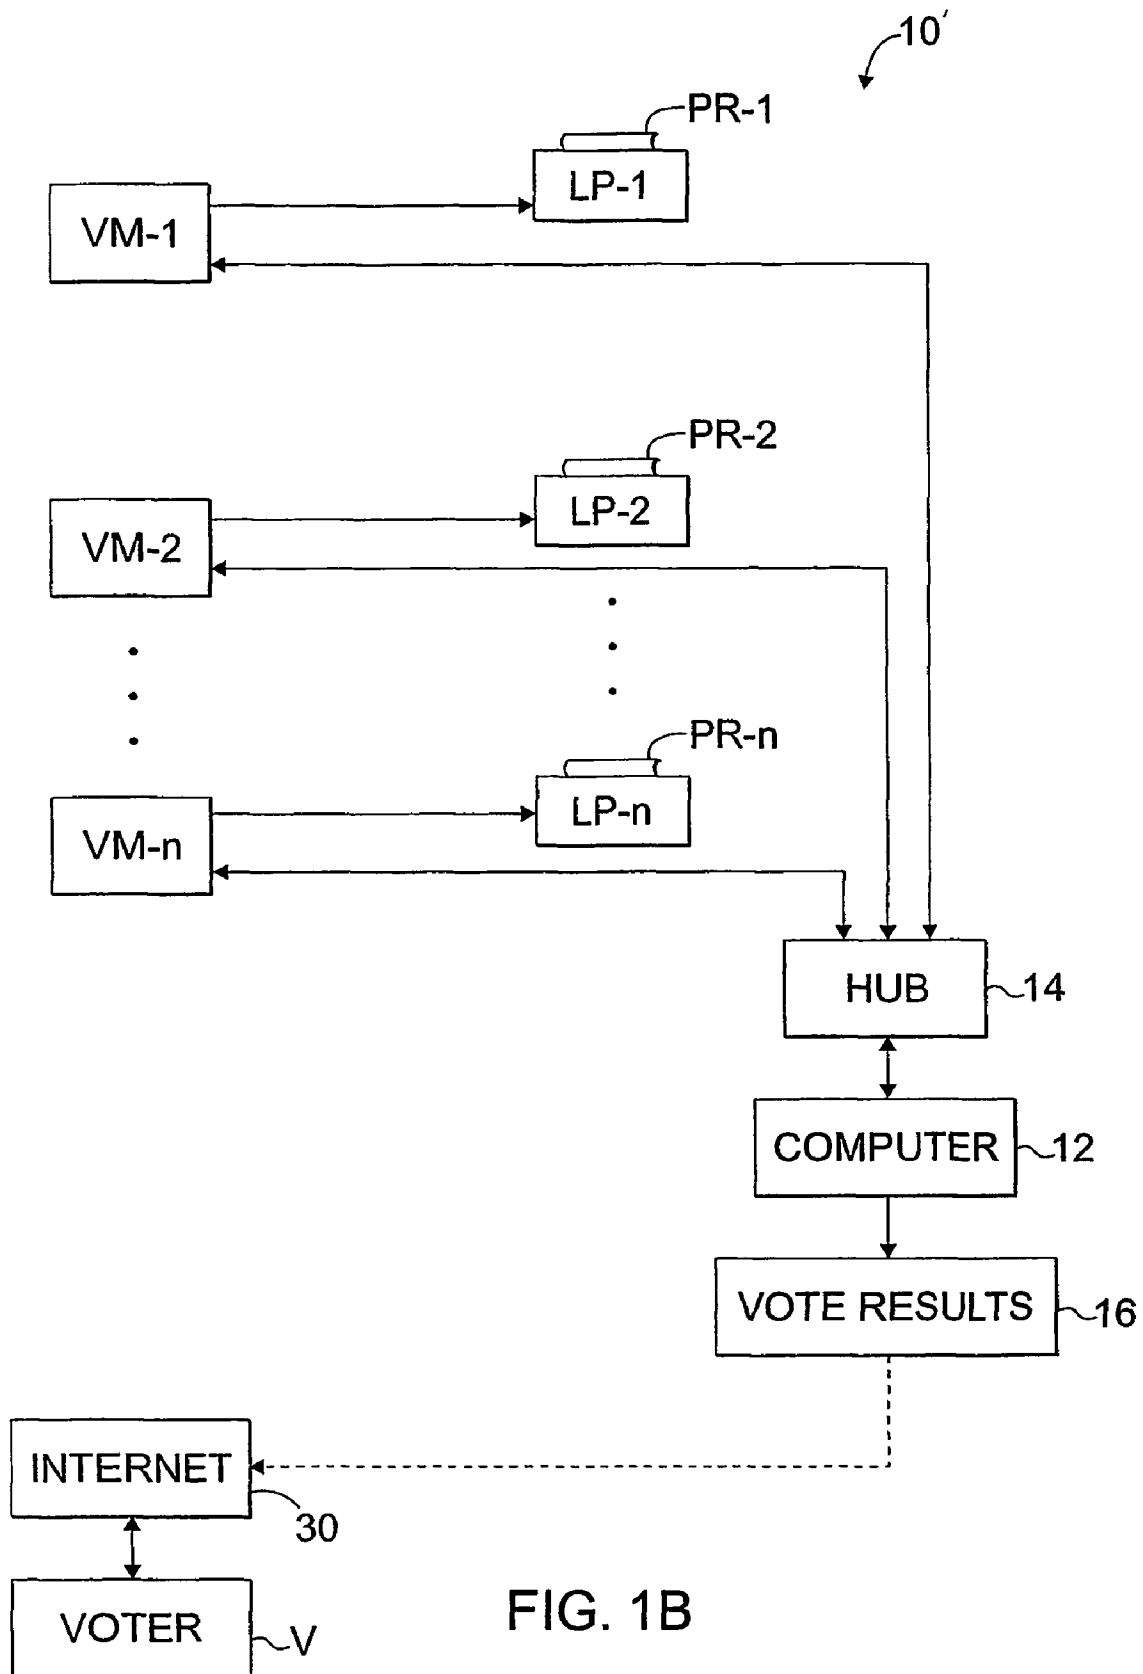 10'
PR-1
LP-1
VM-1
PR-2
LP-2
VM-2
PR-n
LP-n
VM-n
HUB
14
COMPUTER
12
VOTE RESULTS
16
INTERNET
30
VOTER
V
FIG. 1B